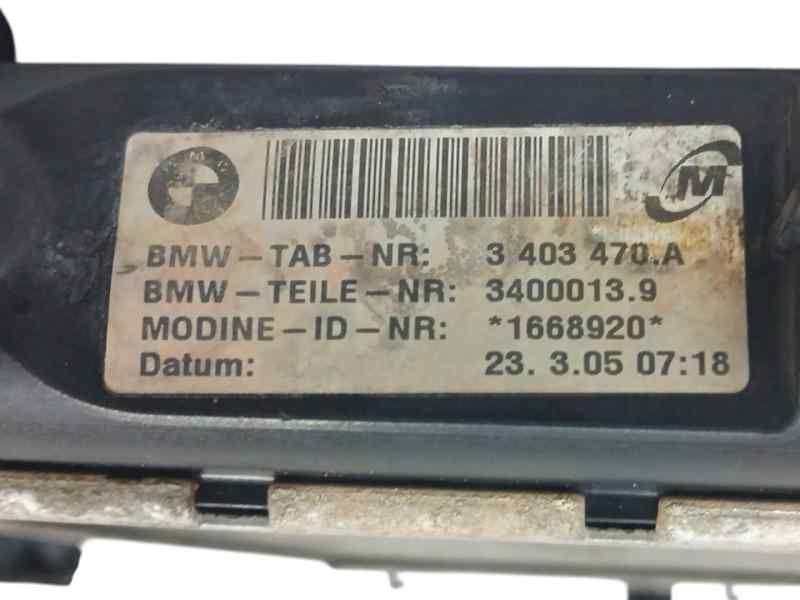 BMW
M
BMW-TAB-NR: 3 403 470.A
BMW-TEILE-NR: 3400013.9
MODINE-ID-NR: *1668920*
Datum: 23. 3.05 07:18